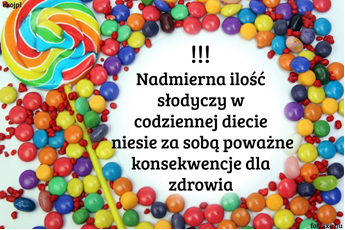 !!!
Nadmierna ilość
słodyczy w
codziennej diecie
niesie za sobą poważne
konsekwencje dla
zdrowia